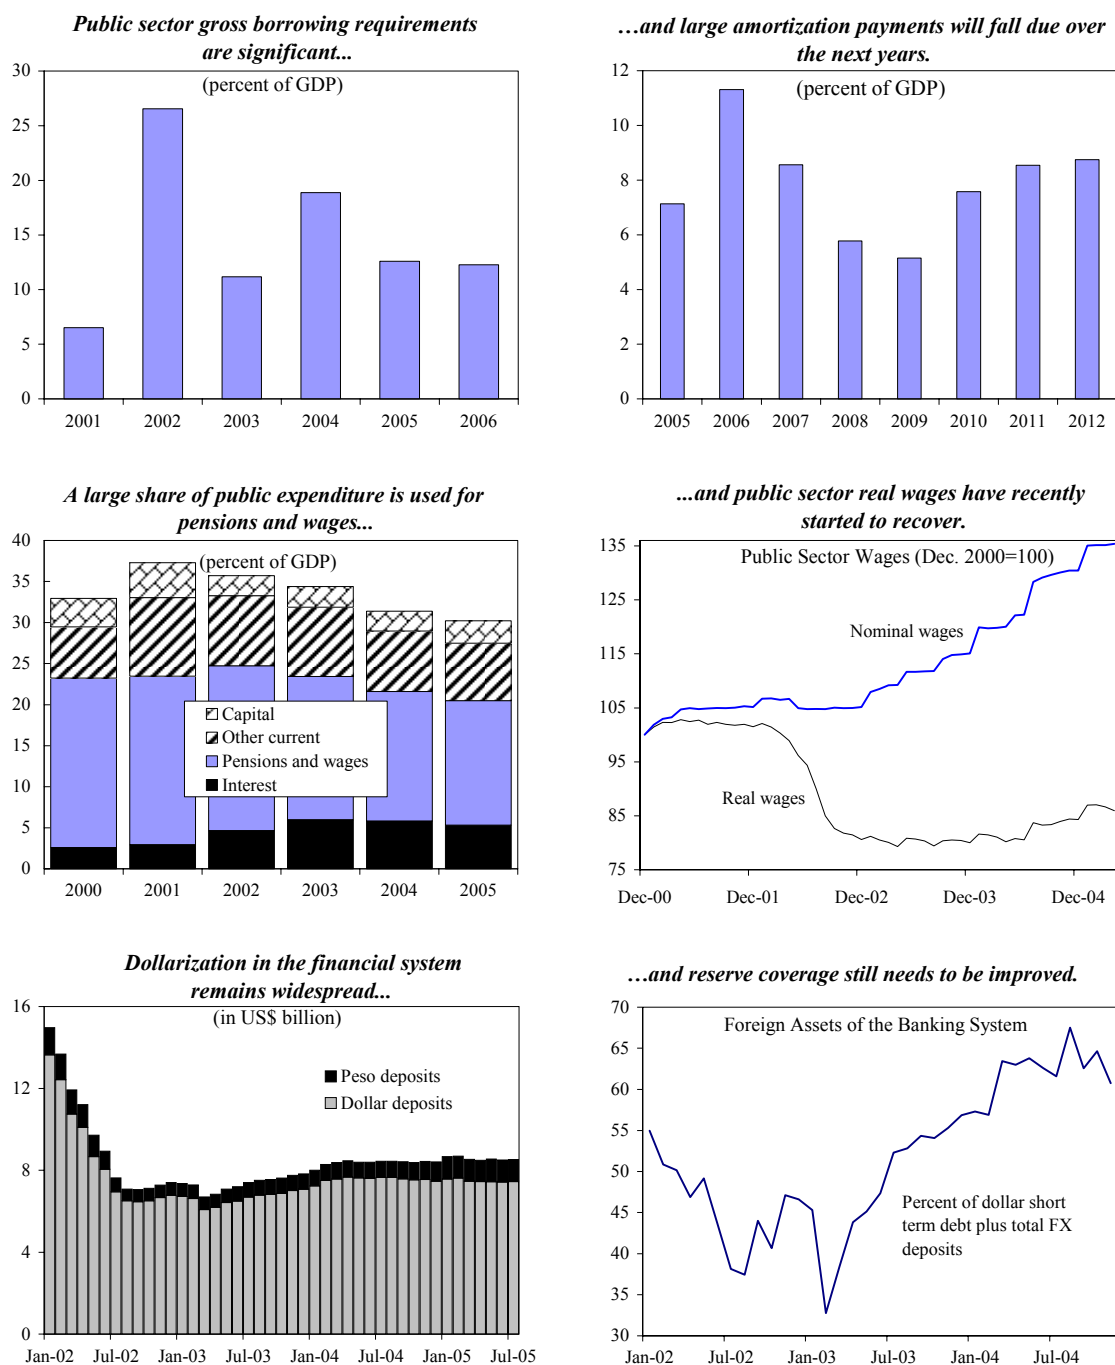 Public sector gross borrowing requirements
are significant...
(percent of GDP)
30
25
20
15
10
5
0
2001 2002 2003 2004 2005 2006
…and large amortization payments will fall due over
the next years.
(percent of GDP)
12
10
8
6
4
2
0
2005 2006 2007 2008 2009 2010 2011 2012
A large share of public expenditure is used for
pensions and wages...
(percent of GDP)
40
35
30
25
20
15
10
5
0
Capital
Other current
Pensions and wages
Interest
2000 2001 2002 2003 2004 2005
...and public sector real wages have recently
started to recover.
Public Sector Wages (Dec. 2000=100)
135
125
115
105
95
85
75
Nominal wages
Real wages
Dec-00 Dec-01 Dec-02 Dec-03 Dec-04
Dollarization in the financial system
remains widespread...
(in US$ billion)
16
12
8
4
0
Peso deposits
Dollar deposits
Jan-02 Jul-02 Jan-03 Jul-03 Jan-04 Jul-04 Jan-05 Jul-05
…and reserve coverage still needs to be improved.
Foreign Assets of the Banking System
70
65
60
55
50
45
40
35
30
Percent of dollar short
term debt plus total FX
deposits
Jan-02 Jul-02 Jan-03 Jul-03 Jan-04 Jul-04